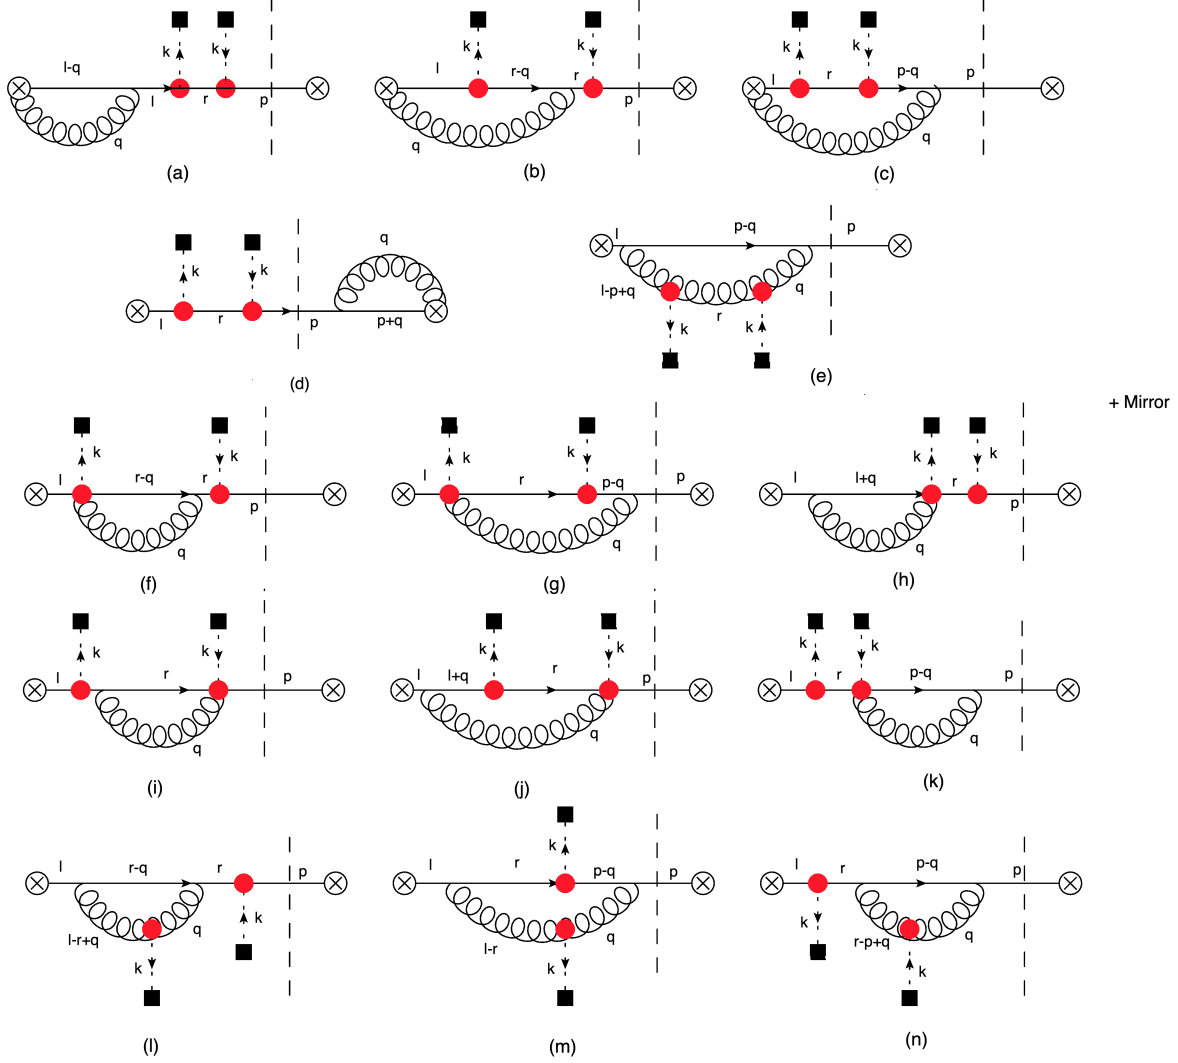 k k
l-q
l r p
q
(a)
k k
l r-q r p
q
(b)
k k
l r p-q p
q
(c)
q
k k
l r p p+q
(d)
l p-q p
l-p+q q
r
k k
(e)
+ Mirror
k k
l r-q r
p
q
(f)
k k
l r p-q p
q
(g)
k k
l l+q r
p
q
(h)
k k
l r p
q
(i)
k k
l l+q r p
q
(j)
k k
l r p-q p
q
(k)
l r-q r p
l-r+q q
k k
(l)
k
l r p-q p
l-r q
k
(m)
l r p-q p
r-p+q q
k k
(n)